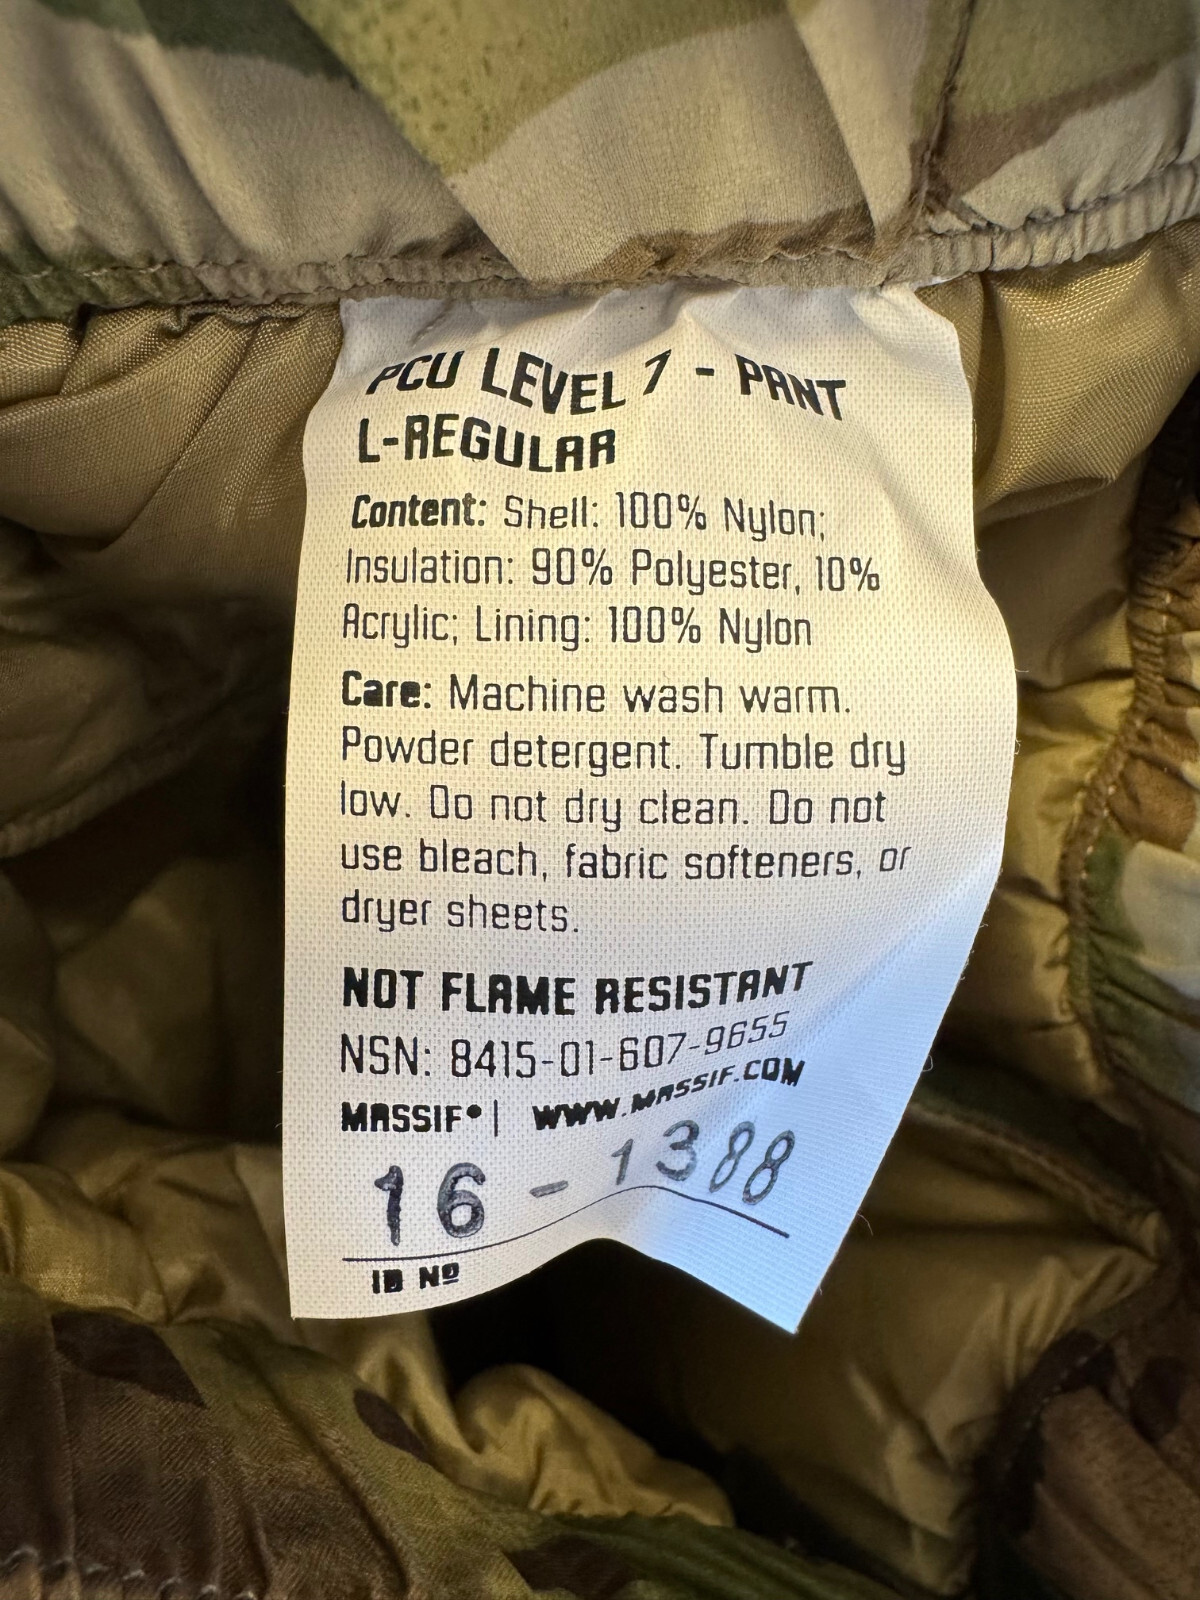 PCU LEVEL 7 - PANT
L-REGULAR
Content: Shell: 100% Nylon;
Insulation: 90% Polyester, 10%
Acrylic; Lining: 100% Nylon
Care: Machine wash warm.
Powder detergent. Tumble dry
low. Do not dry clean. Do not
use bleach, fabric softeners, or
dryer sheets.
NOT FLAME RESISTANT
NSN: 8415-01-607-9655
MASSIF® | WWW.MASSIF.COM
16 - 1388
ID Nº